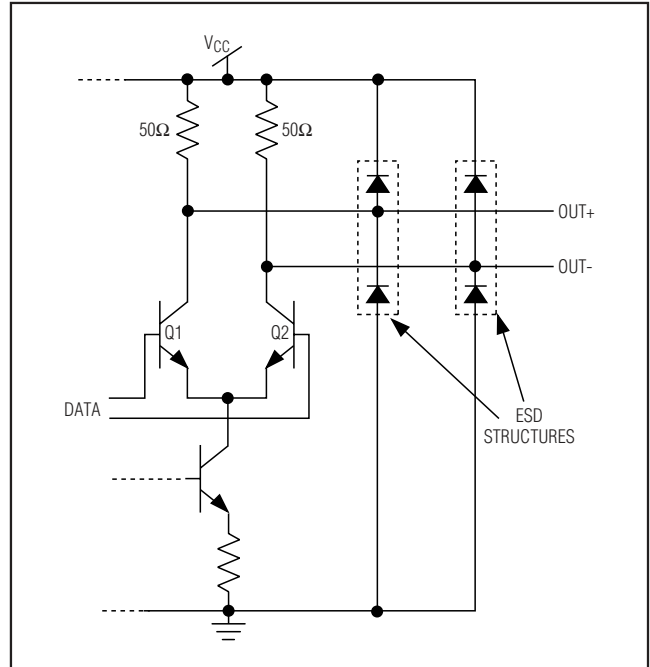 VCC
50Ω
50Ω
OUT+
OUT-
Q1
Q2
DATA
ESD
STRUCTURES